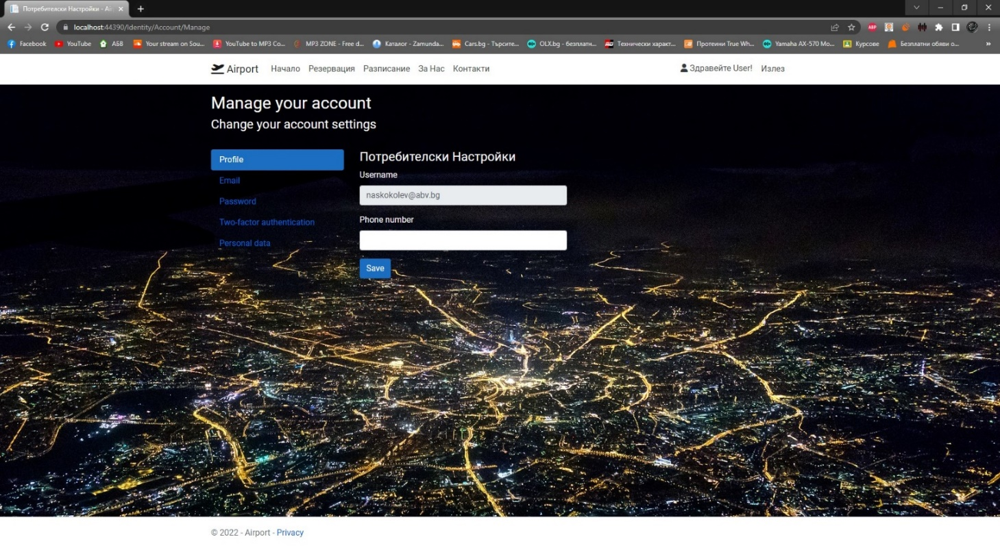 Потребителски Настройки - Air
localhost:44390/Identity/Account/Manage
ABP
Facebook YouTube АБВ Your stream on Sou... YouTube to MP3 Co... MP3 ZONE - Free d... Каталог - Zamunda... Cars.bg - Търсите... OLX.bg - безплатн... Технически характ... Протеини True Wh... Yamaha AX-570 Mo... Курсове Безплатни обяви о... »
Airport Начало Резервация Разписание За Нас Контакти Здравейте User! Излез
Manage your account
Change your account settings
Profile
Email
Password
Two-factor authentication
Personal data
Потребителски Настройки
Username
naskokolev@abv.bg
Phone number
Save
© 2022 - Airport - Privacy